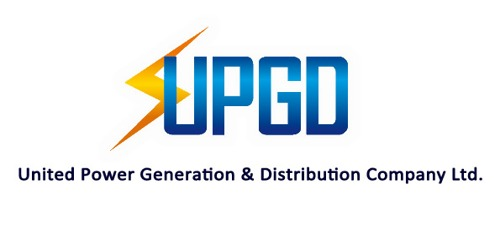 UPGD
United Power Generation & Distribution Company Ltd.